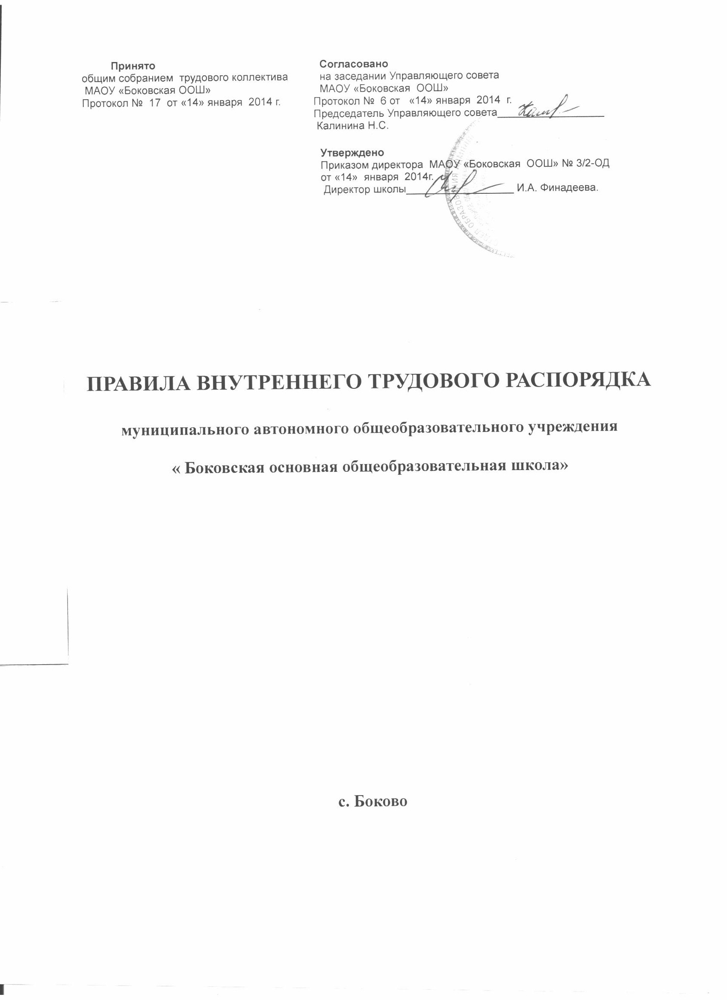 Принято
общим собранием трудового коллектива
МАОУ «Боковская ООШ»
Протокол № 17 от «14» января 2014 г.
Согласовано
на заседании Управляющего совета
МАОУ «Боковская ООШ»
Протокол № 6 от «14» января 2014 г.
Председатель Управляющего совета
Калинина Н.С.
Утверждено
Приказом директора МАОУ «Боковская ООШ» № 3/2-ОД
от «14» января 2014г.
Директор школы И.А. Финадеева.
ПРАВИЛА ВНУТРЕННЕГО ТРУДОВОГО РАСПОРЯДКА
муниципального автономного общеобразовательного учреждения
« Боковская основная общеобразовательная школа»
с. Боково